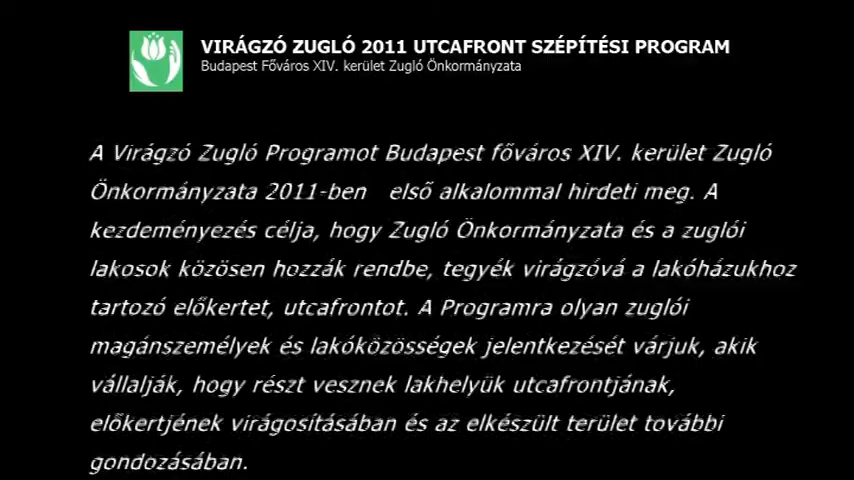 VIRÁGZÓ ZUGLÓ 2011 UTCAFRONT SZÉPÍTÉSI PROGRAM
Budapest Főváros XIV. kerület Zugló Önkormányzata
A Virágzó Zugló Programot Budapest főváros XIV. kerület Zugló
Önkormányzata 2011-ben első alkalommal hirdeti meg. A
kezdeményezés célja, hogy Zugló Önkormányzata és a zuglói
lakosok közösen hozzák rendbe, tegyék virágzóvá a lakóházukhoz
tartozó előkertet, utcafrontot. A Programra olyan zuglói
magánszemélyek és lakóközösségek jelentkezését várjuk, akik
vállalják, hogy részt vesznek lakhelyük utcafrontjának,
előkertjének virágosításában és az elkészült terület további
gondozásában.